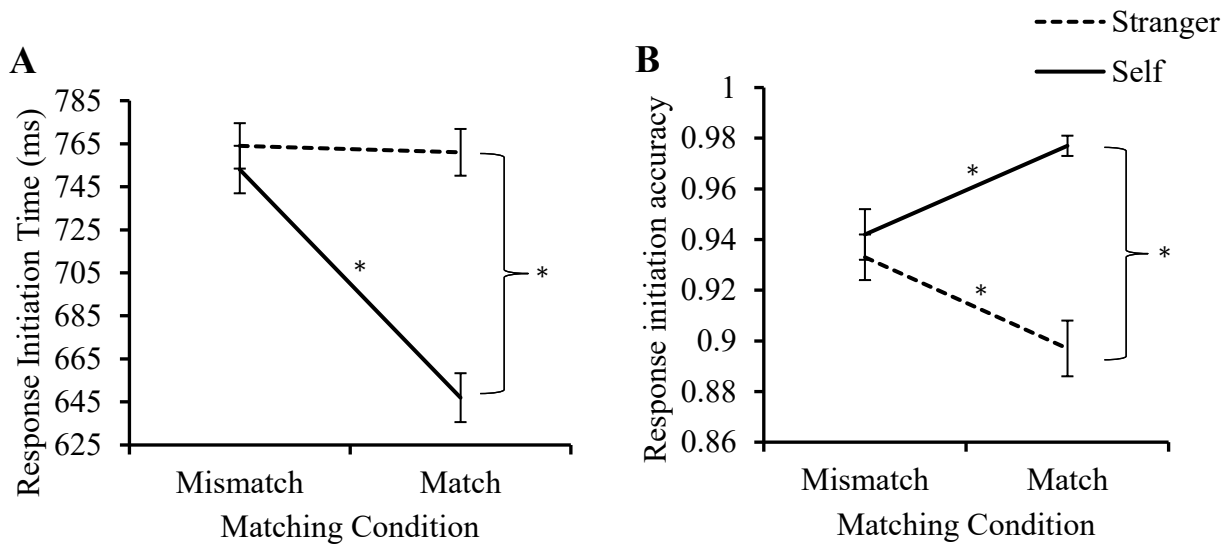 Stranger
Self
A
Response Initiation Time (ms)
785
765
745
725
705
685
665
645
625
*
*
Mismatch
Match
Matching Condition
B
Response initiation accuracy
1
0.98
0.96
0.94
0.92
0.9
0.88
0.86
*
*
*
Mismatch
Match
Matching Condition